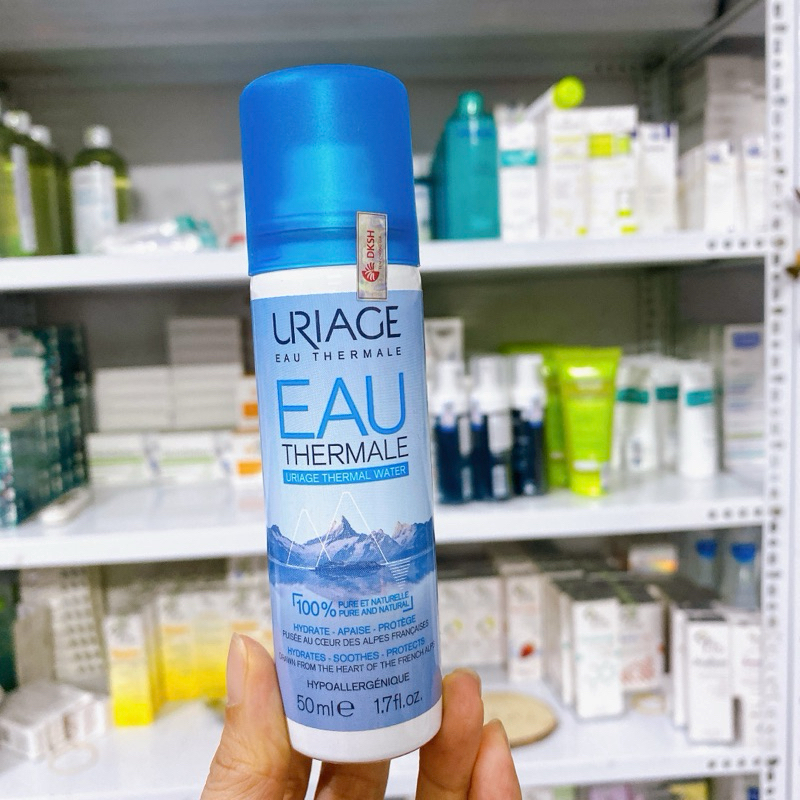 DKSH
URIAGE
EAU THERMALE
EAU
THERMALE
URIAGE THERMAL WATER
100% PURE ET NATURELLE
PURE AND NATURAL
HYDRATE - APAISE - PROTÈGE
PUISÉE AU CŒUR DES ALPES FRANÇAISES
HYDRATES - SOOTHES - PROTECTS
DRAWN FROM THE HEART OF THE FRENCH ALPS
HYPOALLERGÉNIQUE
50 ml e 1.7fl.oz.